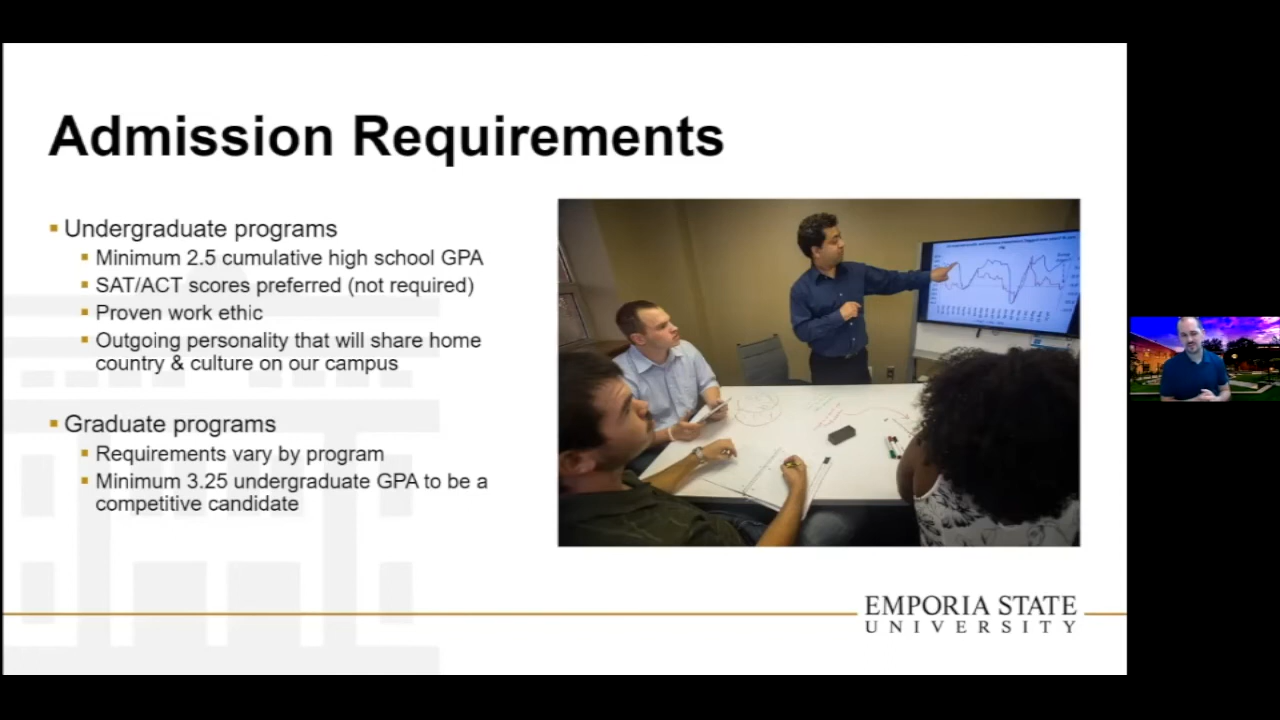 Admission Requirements
Undergraduate programs
Minimum 2.5 cumulative high school GPA
SAT/ACT scores preferred (not required)
Proven work ethic
Outgoing personality that will share home
country & culture on our campus
Graduate programs
Requirements vary by program
Minimum 3.25 undergraduate GPA to be a
competitive candidate
EMPORIA STATE
UNIVERSITY